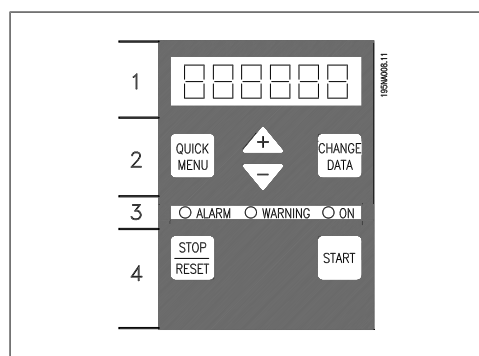 1
195NA008.11
QUICK
MENU
+
CHANGE
DATA
2
−
3
ALARM WARNING ON
STOP
RESET
START
4